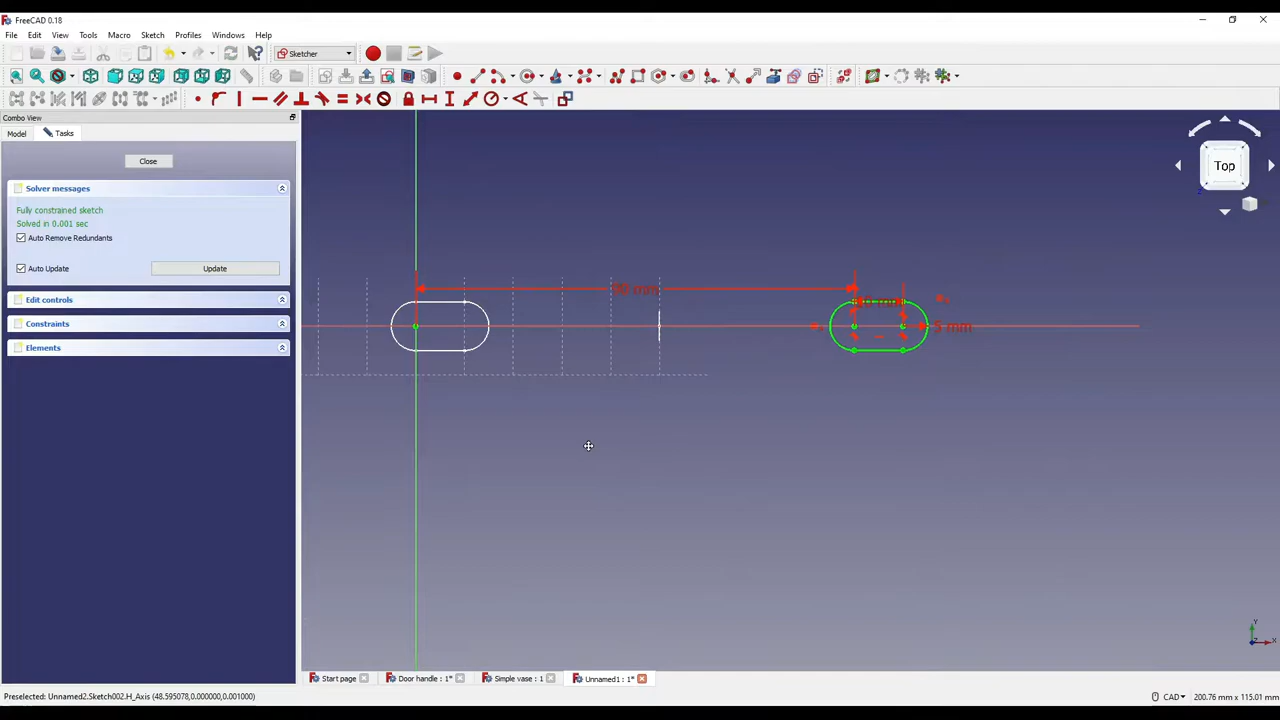 FreeCAD 0.18
File Edit View Tools Macro Sketch Profiles Windows Help
Sketcher
Combo View
Model Tasks
Close
Solver messages
Fully constrained sketch
Solved in 0.001 sec
Auto Remove Redundants
Auto Update Update
Edit controls
Constraints
Elements
Top
mm
5 mm
Y
X
Z
Start page Door handle : 1* Simple vase : 1 Unnamed1 : 1*
Preselected: Unnamed2.Sketch002.H_Axis (48.595078,0.000000,0.001000) CAD 200.76 mm x 115.01 mm